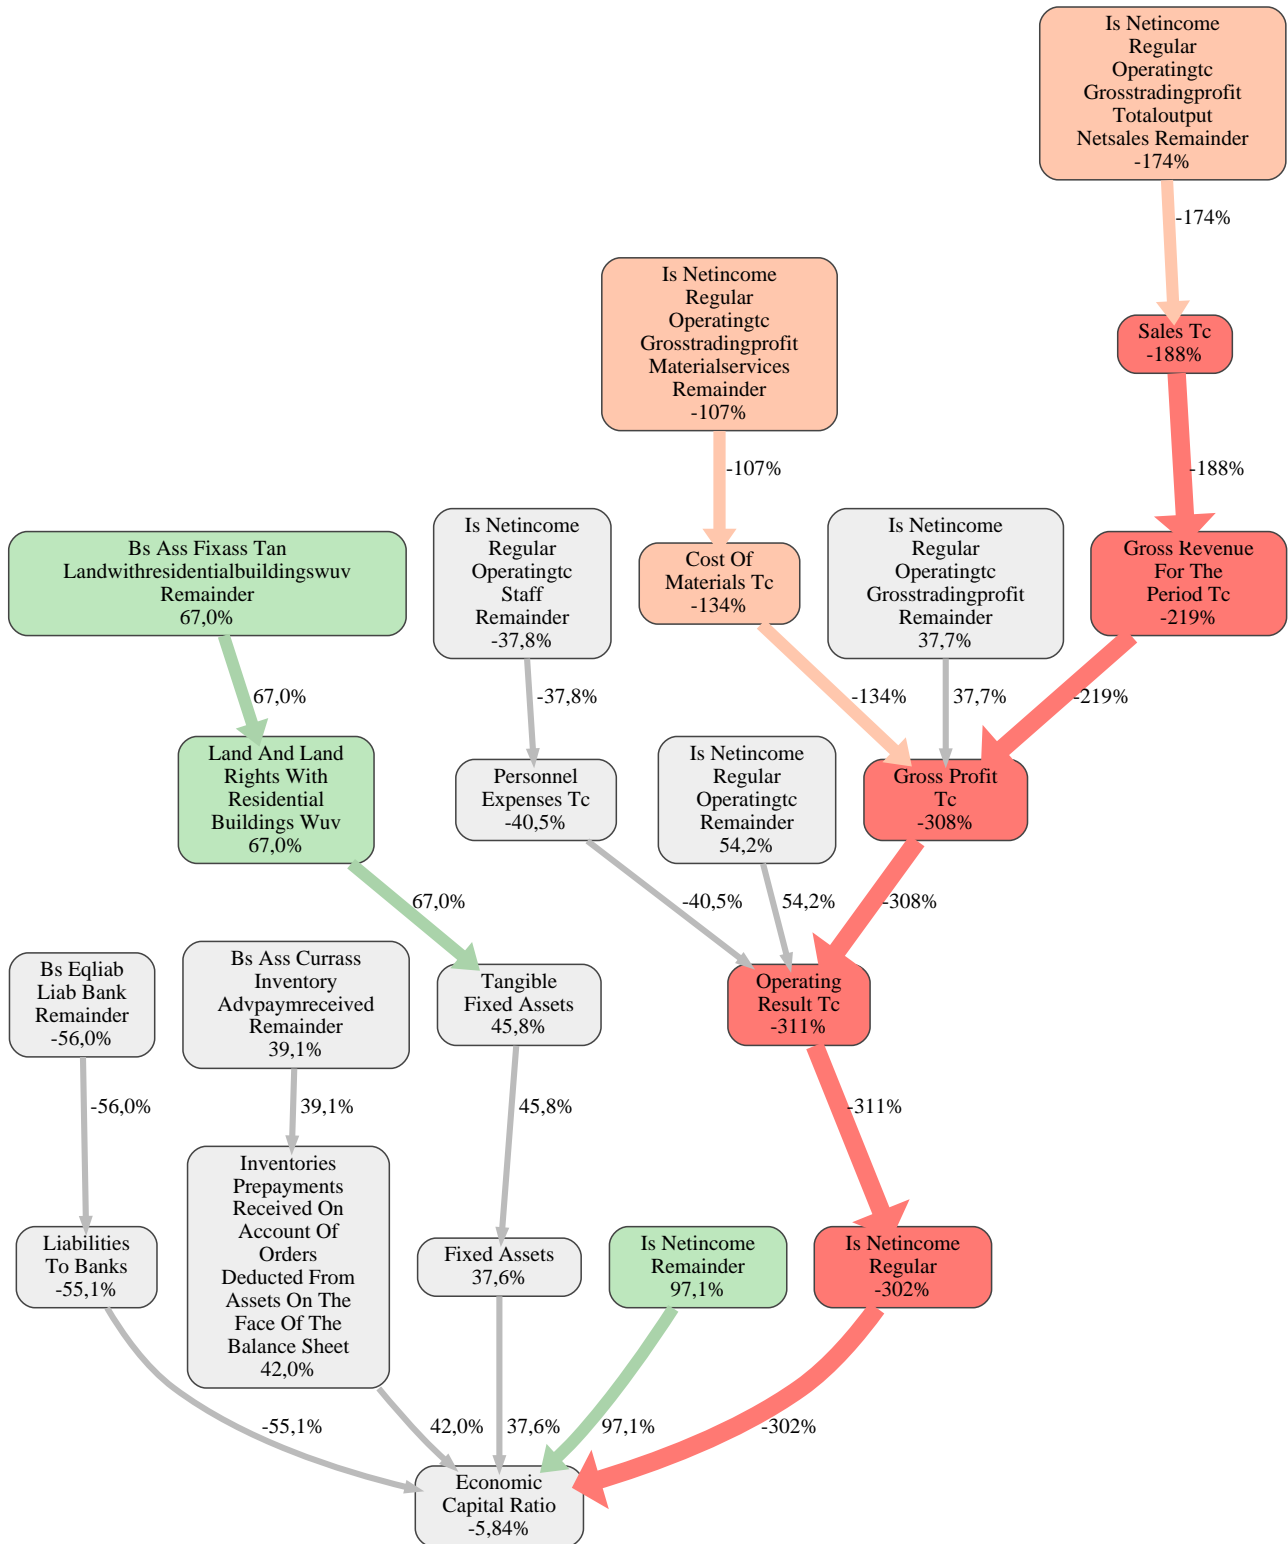 Is Netincome
Regular
Operatingtc
Grosstradingprofit
Totaloutput
Netsales Remainder
-174%
-174%
Is Netincome
Regular
Operatingtc
Grosstradingprofit
Materialservices
Remainder
-107%
Sales Tc
-188%
-107%
-188%
Bs Ass Fixass Tan
Landwithresidentialbuildingswuv
Remainder
67,0%
Is Netincome
Regular
Operatingtc
Staff
Remainder
-37,8%
Cost Of
Materials Tc
-134%
Is Netincome
Regular
Operatingtc
Grosstradingprofit
Remainder
37,7%
Gross Revenue
For The
Period Tc
-219%
67,0%
-37,8%
-134%
37,7%
-219%
Land And Land
Rights With
Residential
Buildings Wuv
67,0%
Personnel
Expenses Tc
-40,5%
Is Netincome
Regular
Operatingtc
Remainder
54,2%
Gross Profit
Tc
-308%
67,0%
-40,5%
54,2%
-308%
Bs Eqliab
Liab Bank
Remainder
-56,0%
Bs Ass Currass
Inventory
Advpaymreceived
Remainder
39,1%
Tangible
Fixed Assets
45,8%
Operating
Result Tc
-311%
-56,0%
39,1%
45,8%
-311%
Liabilities
To Banks
-55,1%
Inventories
Prepayments
Received On
Account Of
Orders
Deducted From
Assets On The
Face Of The
Balance Sheet
42,0%
Fixed Assets
37,6%
Is Netincome
Remainder
97,1%
Is Netincome
Regular
-302%
-55,1%
42,0%
37,6%
97,1%
-302%
Economic
Capital Ratio
-5,84%